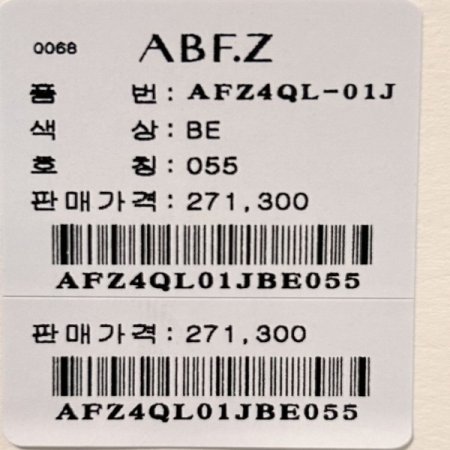 0068 ABF.Z
품 번 : AFZ4QL-01J
색 상 : BE
호 칭 : 055
판매가격 : 271,300
AFZ4QL01JBE055
판매가격 : 271,300
AFZ4QL01JBE055